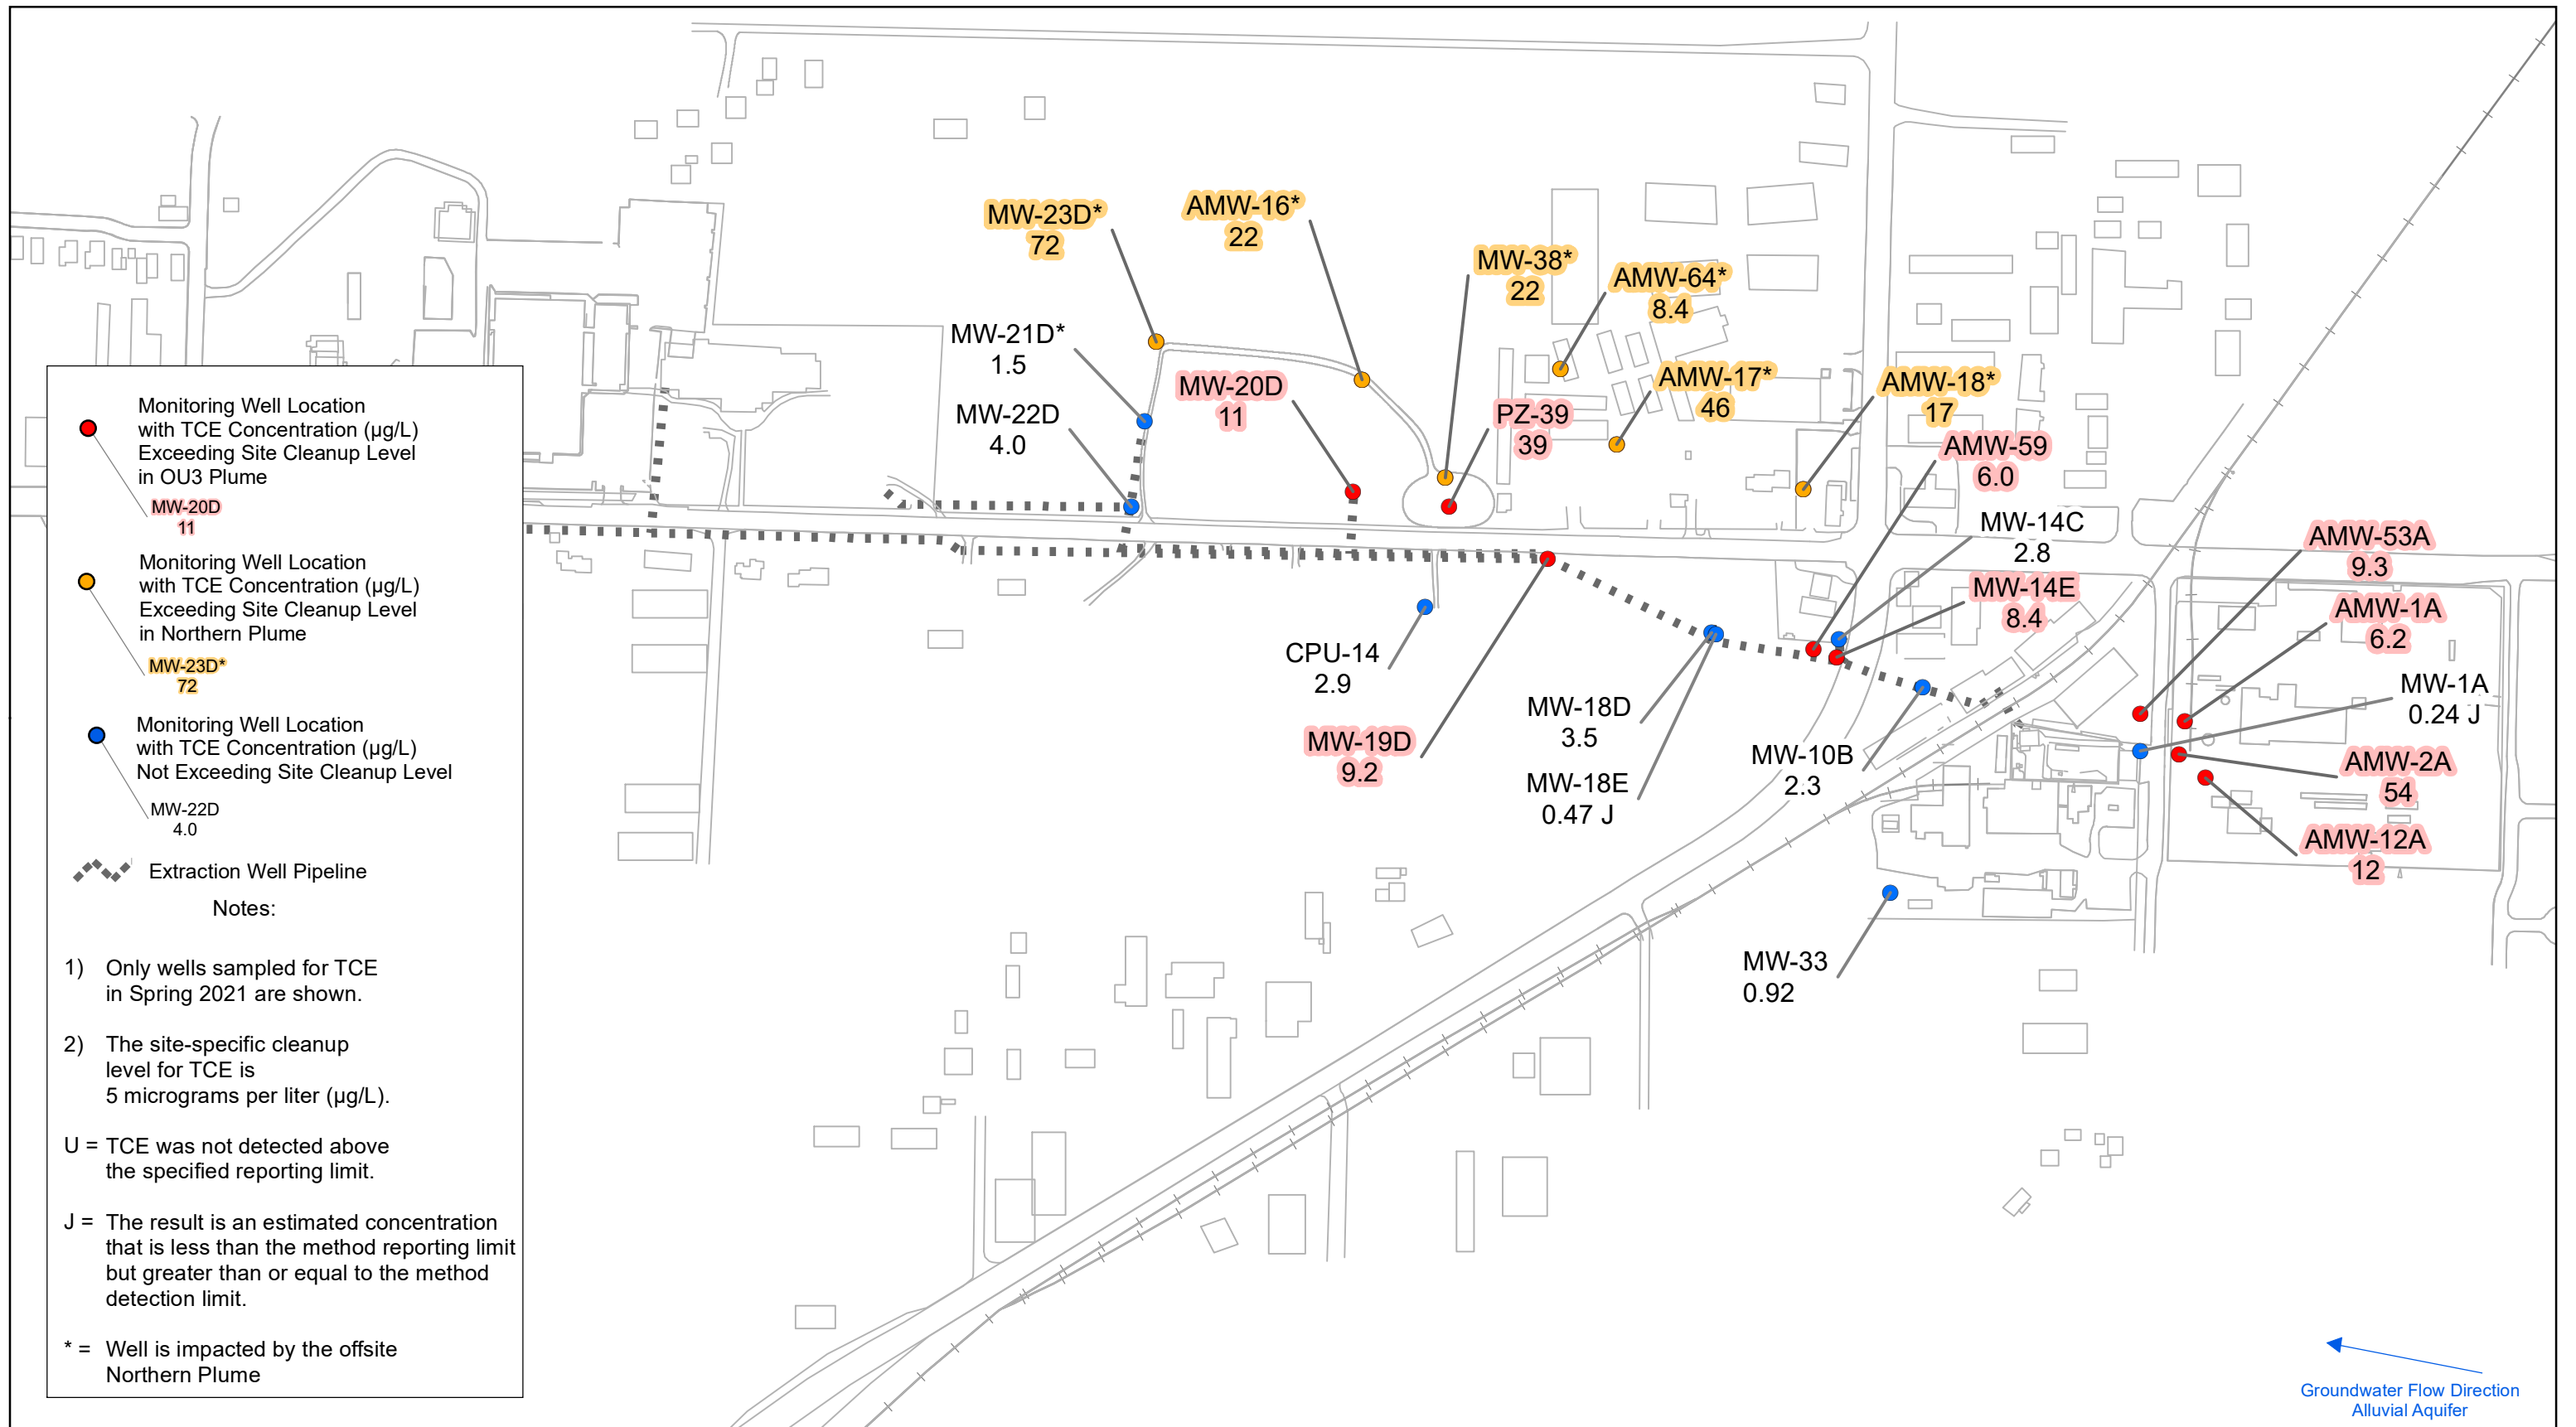 MW-23D*
72
AMW-16*
22
MW-38*
22
AMW-64*
8.4
MW-21D*
1.5
MW-20D
11
AMW-17*
46
AMW-18*
17
MW-22D
4.0
PZ-39
39
AMW-59
6.0
MW-14C
2.8
AMW-53A
9.3
MW-14E
8.4
AMW-1A
6.2
CPU-14
2.9
MW-1A
0.24 J
MW-18D
3.5
MW-19D
9.2
MW-10B
2.3
AMW-2A
54
MW-18E
0.47 J
AMW-12A
12
MW-33
0.92
Monitoring Well Location
with TCE Concentration (µg/L)
Exceeding Site Cleanup Level
in OU3 Plume
MW-20D
11
Monitoring Well Location
with TCE Concentration (µg/L)
Exceeding Site Cleanup Level
in Northern Plume
MW-23D*
72
Monitoring Well Location
with TCE Concentration (µg/L)
Not Exceeding Site Cleanup Level
MW-22D
4.0
Extraction Well Pipeline
Notes:
1) Only wells sampled for TCE
in Spring 2021 are shown.
2) The site-specific cleanup
level for TCE is
5 micrograms per liter (µg/L).
U = TCE was not detected above
the specified reporting limit.
J = The result is an estimated concentration
that is less than the method reporting limit
but greater than or equal to the method
detection limit.
* = Well is impacted by the offsite
Northern Plume
Groundwater Flow Direction
Alluvial Aquifer